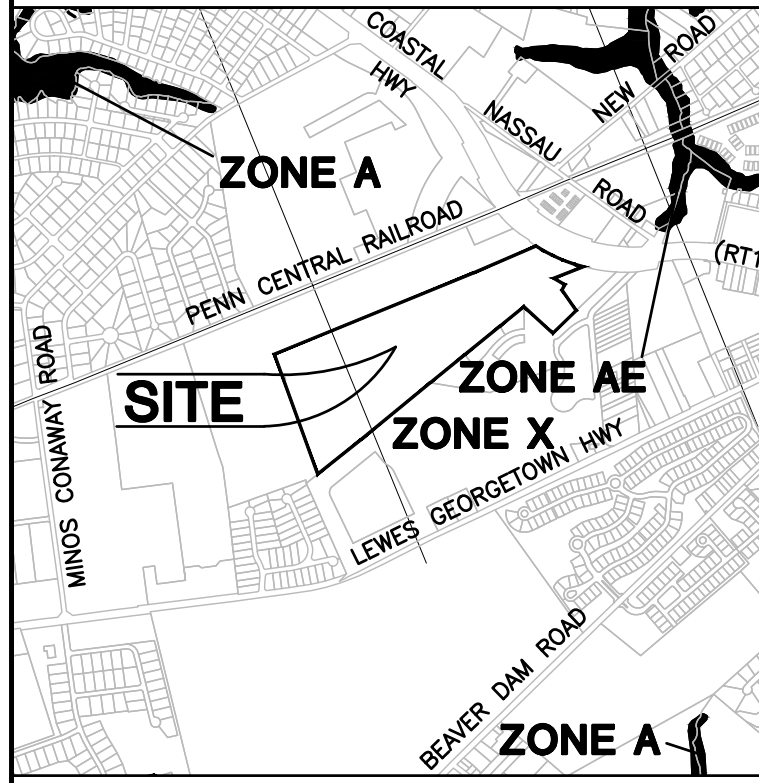 COASTAL
HWY
NEW ROAD
NASSAU
ROAD
ZONE A
PENN CENTRAL RAILROAD
(RT1
MINOS CONAWAY ROAD
SITE
ZONE AE
ZONE X
LEWES GEORGETOWN HWY
BEAVER DAM ROAD
ZONE A